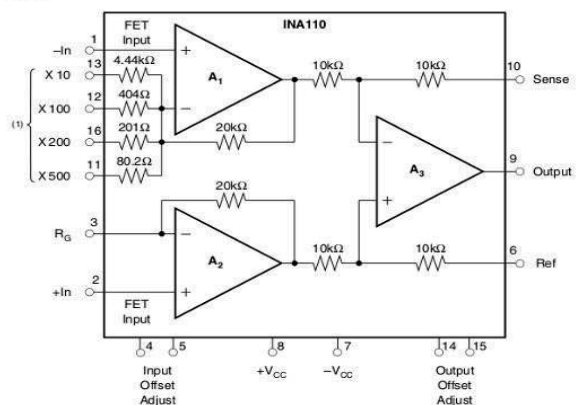 INA110
FET
Input
1
–In
13
4.44kΩ
X 10
12
404Ω
X 100
(1)
16
201Ω
X 200
11
80.2Ω
X 500
+
–
A1
20kΩ
10kΩ
10kΩ
10
Sense
–
+
A3
9
Output
3
RG
20kΩ
–
+
A2
10kΩ
10kΩ
6
Ref
2
+In
FET
Input
4
5
8
7
14
15
Input
Offset
Adjust
+VCC
–VCC
Output
Offset
Adjust